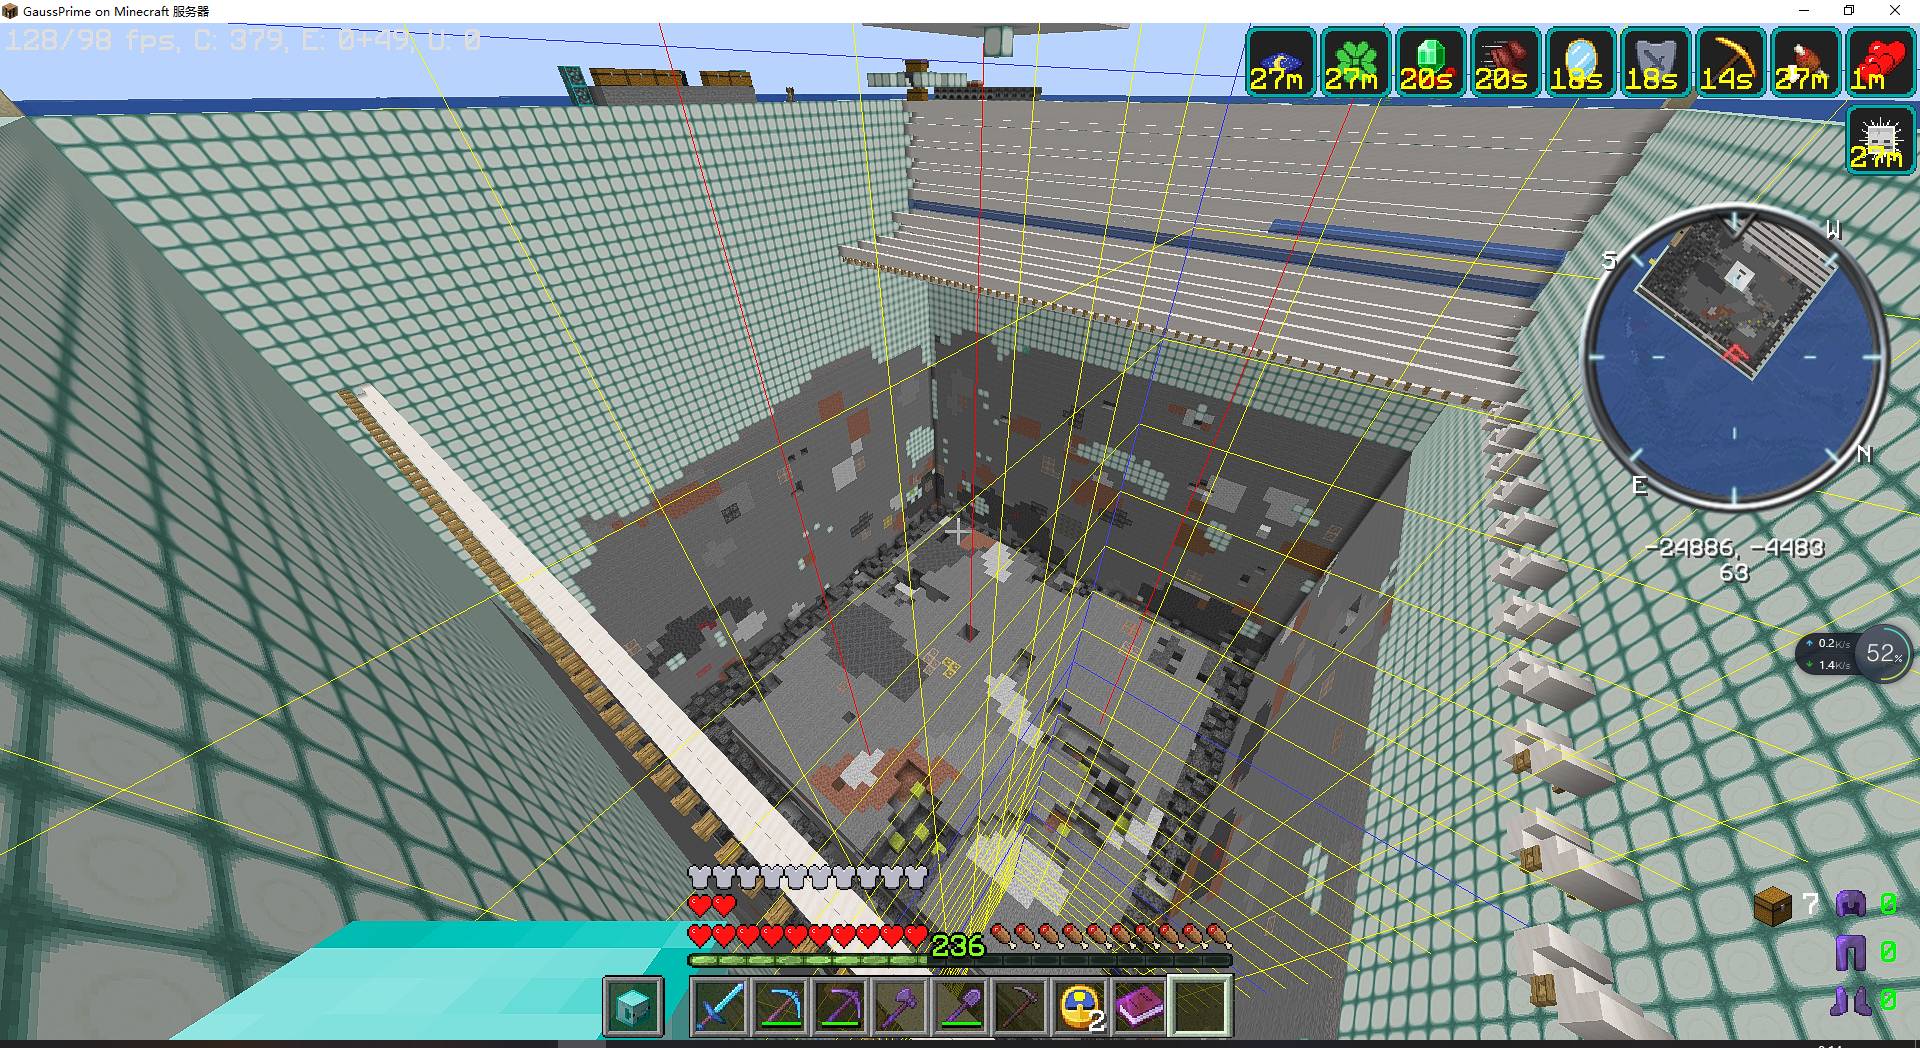 GaussPrime on Minecraft 服务器
128/98 fps, C: 379, E: 0+49, U: 0
27m 27m 20s 20s 18s 18s 14s 27m 1m
27m
W
S
N
E
-24886, -4483
63
0.2K/s
52%
1.4K/s
7 0
0
0
236
2